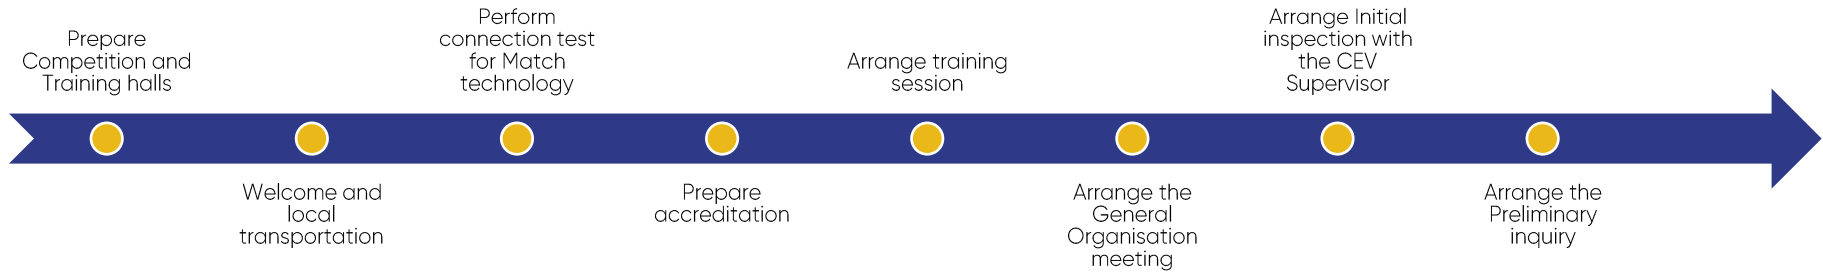 Prepare
Competition and
Training halls
Welcome and
local
transportation
Perform
connection test
for Match
technology
Prepare
accreditation
Arrange training
session
Arrange the
General
Organisation
meeting
Arrange Initial
inspection with
the CEV
Supervisor
Arrange the
Preliminary
inquiry